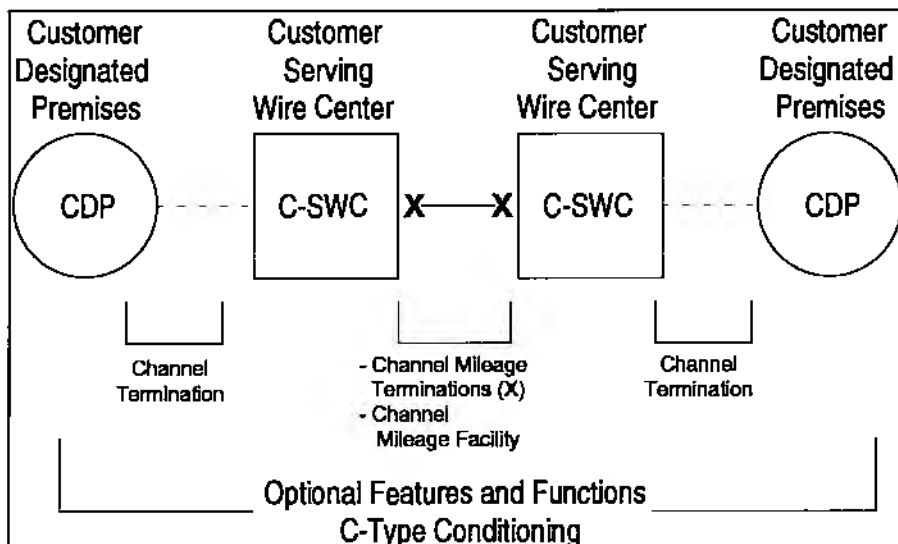 Customer Designated Premises
Customer Serving Wire Center
Customer Serving Wire Center
Customer Designated Premises
CDP
C-SWC
X
X
C-SWC
CDP
Channel Termination
- Channel Mileage Terminations (X)
- Channel Mileage Facility
Channel Termination
Optional Features and Functions
C-Type Conditioning